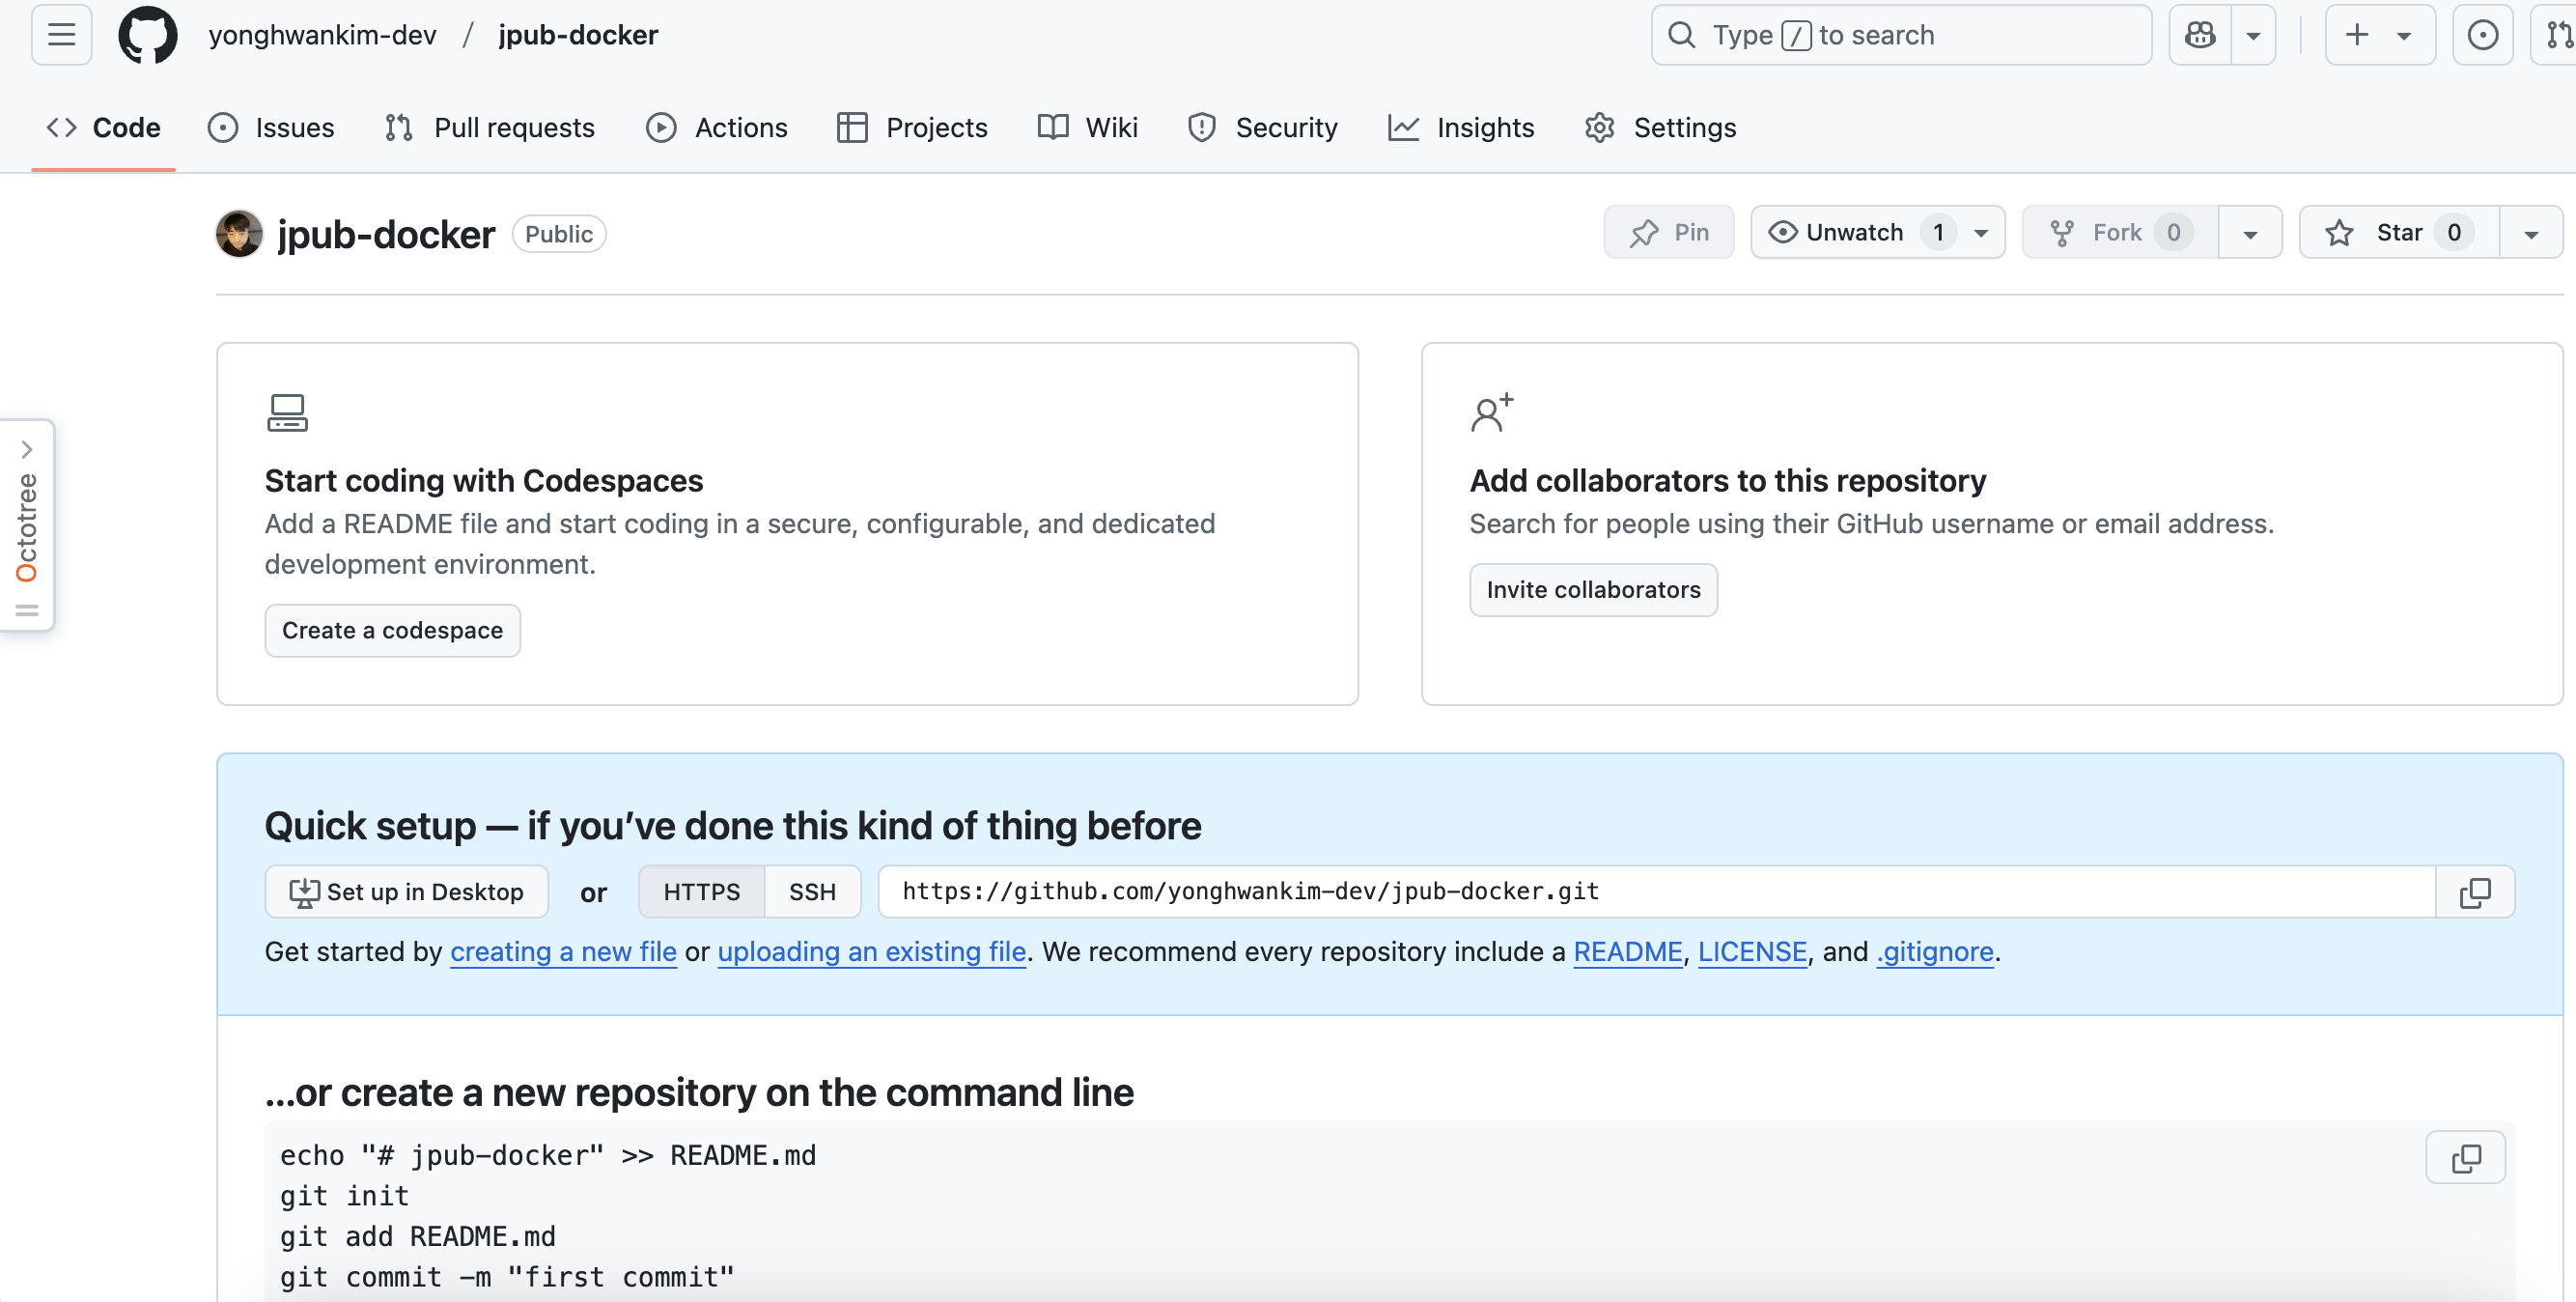 yonghwankim-dev / jpub-docker
Type / to search
Code Issues Pull requests Actions Projects Wiki Security Insights Settings
jpub-docker Public
Pin Unwatch 1 Fork 0 Star 0
Octotree
Start coding with Codespaces
Add a README file and start coding in a secure, configurable, and dedicated
development environment.
Create a codespace
Add collaborators to this repository
Search for people using their GitHub username or email address.
Invite collaborators
Quick setup — if you’ve done this kind of thing before
Set up in Desktop or HTTPS SSH https://github.com/yonghwankim-dev/jpub-docker.git
Get started by creating a new file or uploading an existing file. We recommend every repository include a README, LICENSE, and .gitignore.
...or create a new repository on the command line
echo "# jpub-docker" >> README.md
git init
git add README.md
git commit -m "first commit"